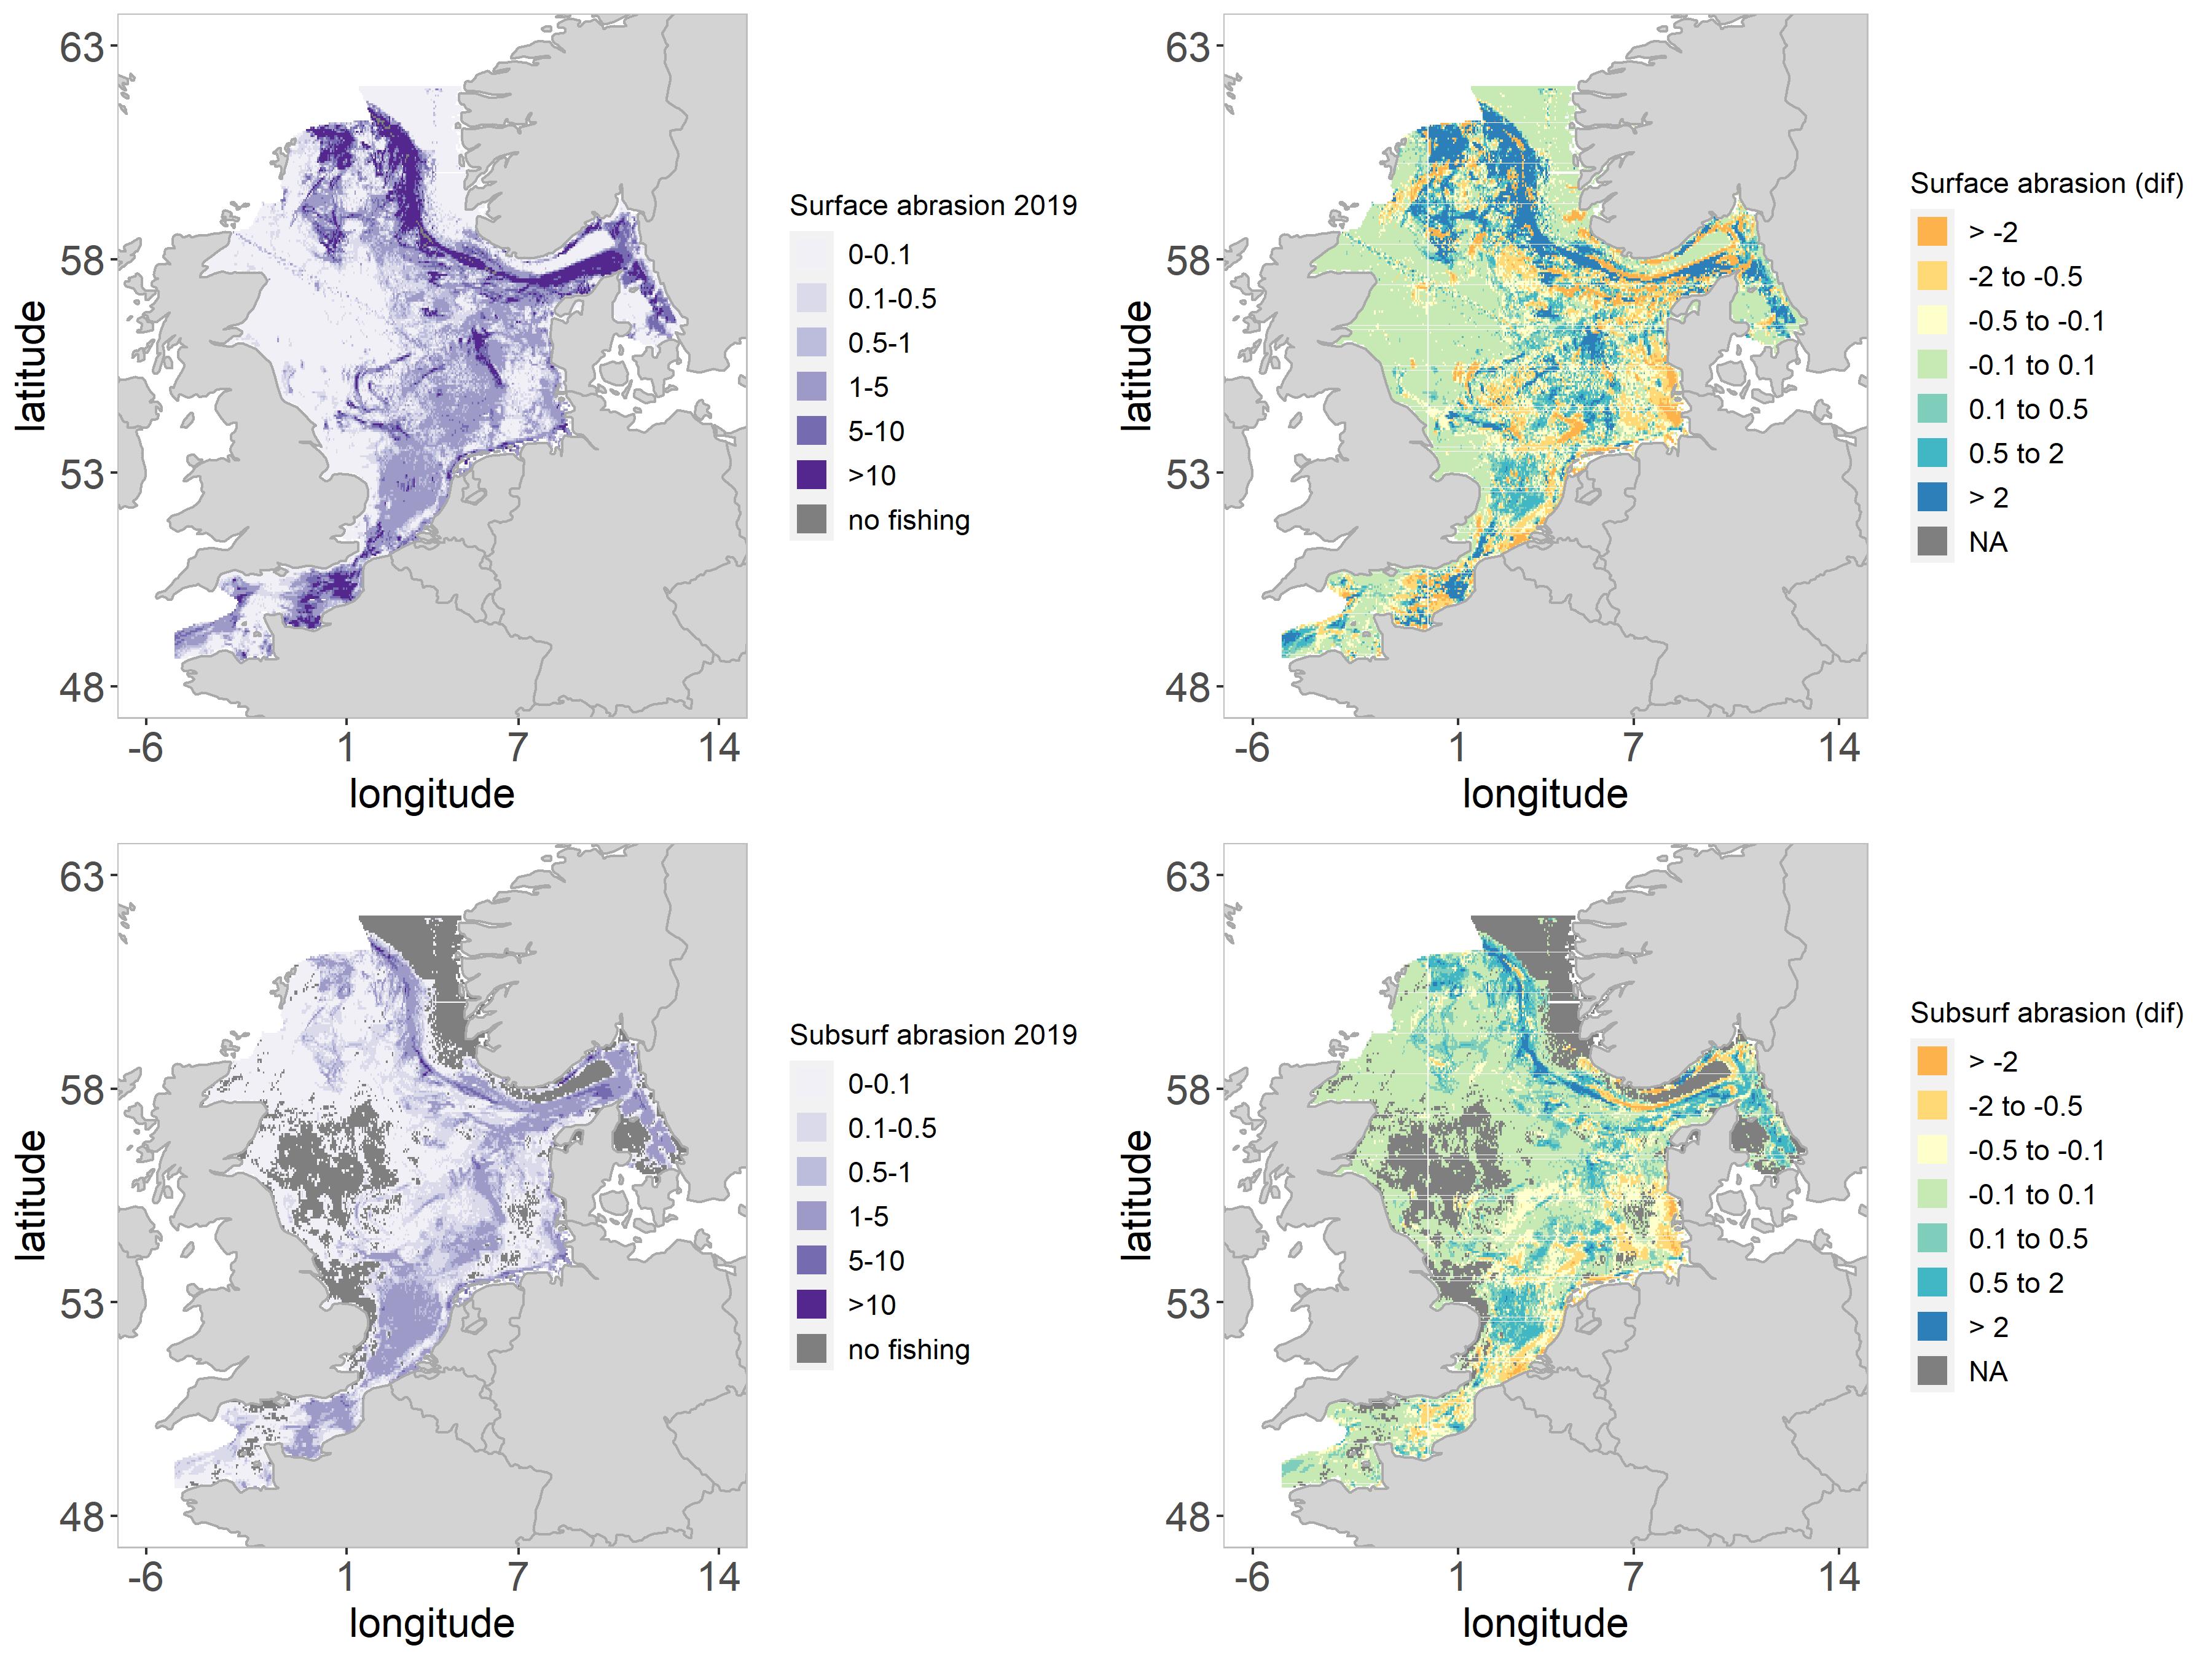 63
58
53
48
latitude
-6 1 7 14
longitude
Surface abrasion 2019
0-0.1
0.1-0.5
0.5-1
1-5
5-10
>10
no fishing
63
58
53
48
latitude
-6 1 7 14
longitude
Surface abrasion (dif)
> -2
-2 to -0.5
-0.5 to -0.1
-0.1 to 0.1
0.1 to 0.5
0.5 to 2
> 2
NA
63
58
53
48
latitude
-6 1 7 14
longitude
Subsurf abrasion 2019
0-0.1
0.1-0.5
0.5-1
1-5
5-10
>10
no fishing
63
58
53
48
latitude
-6 1 7 14
longitude
Subsurf abrasion (dif)
> -2
-2 to -0.5
-0.5 to -0.1
-0.1 to 0.1
0.1 to 0.5
0.5 to 2
> 2
NA